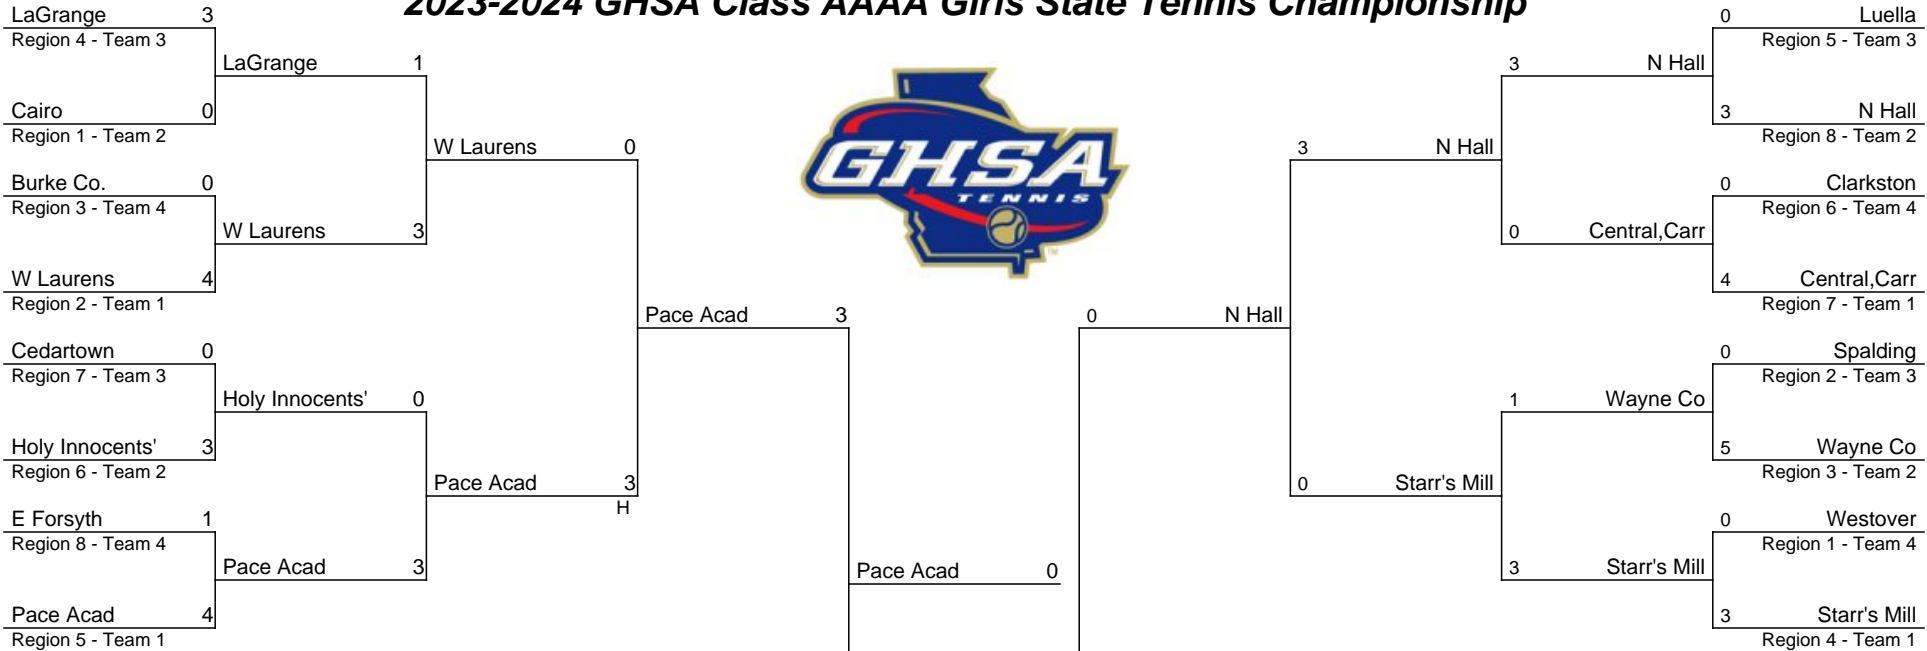 2023-2024 GHSA Class AAAA Girls State Tennis Championship
LaGrange 3
Region 4 - Team 3
LaGrange 1
Cairo 0
Region 1 - Team 2
W Laurens 0
Burke Co. 0
Region 3 - Team 4
W Laurens 3
W Laurens 4
Region 2 - Team 1
Pace Acad 3
Cedartown 0
Region 7 - Team 3
Holy Innocents' 0
Holy Innocents' 3
Region 6 - Team 2
Pace Acad 3
H
E Forsyth 1
Region 8 - Team 4
Pace Acad 3
Pace Acad 4
Region 5 - Team 1
Pace Acad 0
GHSA
TENNIS
TM
0 Luella
Region 5 - Team 3
3 N Hall
3 N Hall
Region 8 - Team 2
3 N Hall
0 Clarkston
Region 6 - Team 4
0 Central,Carr
4 Central,Carr
Region 7 - Team 1
0 N Hall
0 Spalding
Region 2 - Team 3
1 Wayne Co
5 Wayne Co
Region 3 - Team 2
0 Starr's Mill
0 Westover
Region 1 - Team 4
3 Starr's Mill
3 Starr's Mill
Region 4 - Team 1